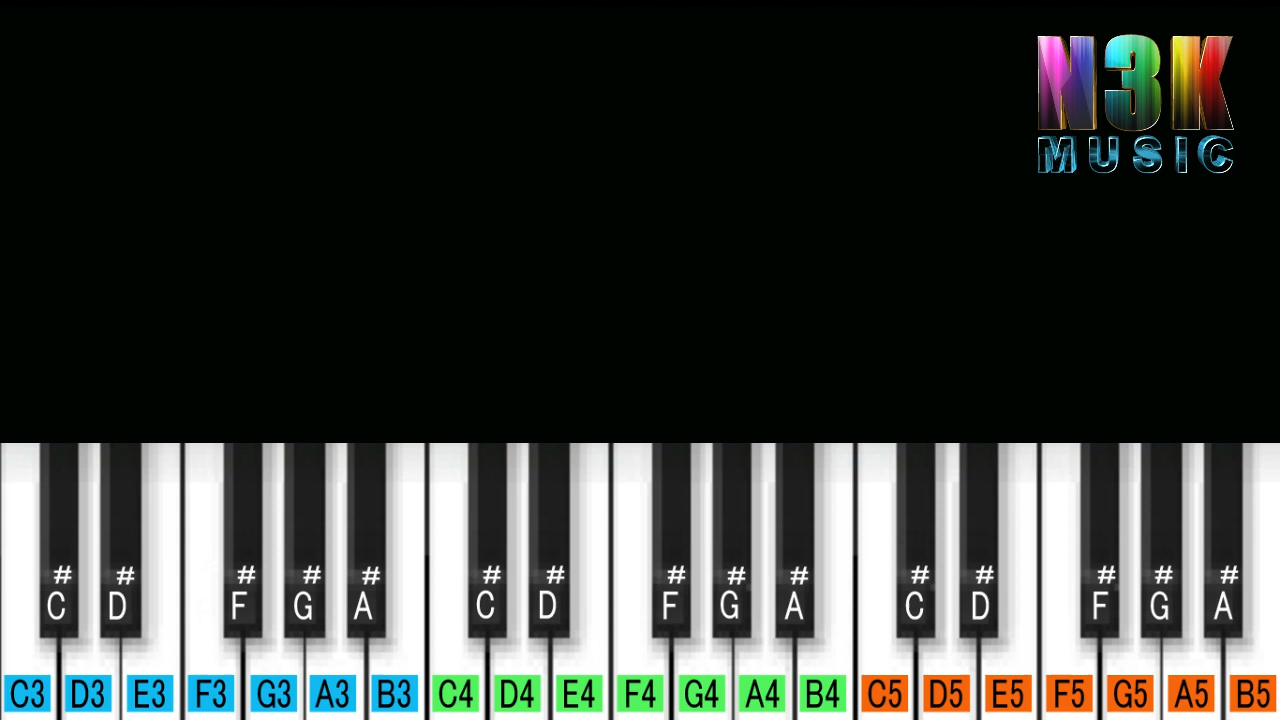 N3K
MUSIC
# # # # # # # # # # # # # # #
C D F G A C D F G A C D F G A
C3 D3 E3 F3 G3 A3 B3 C4 D4 E4 F4 G4 A4 B4 C5 D5 E5 F5 G5 A5 B5